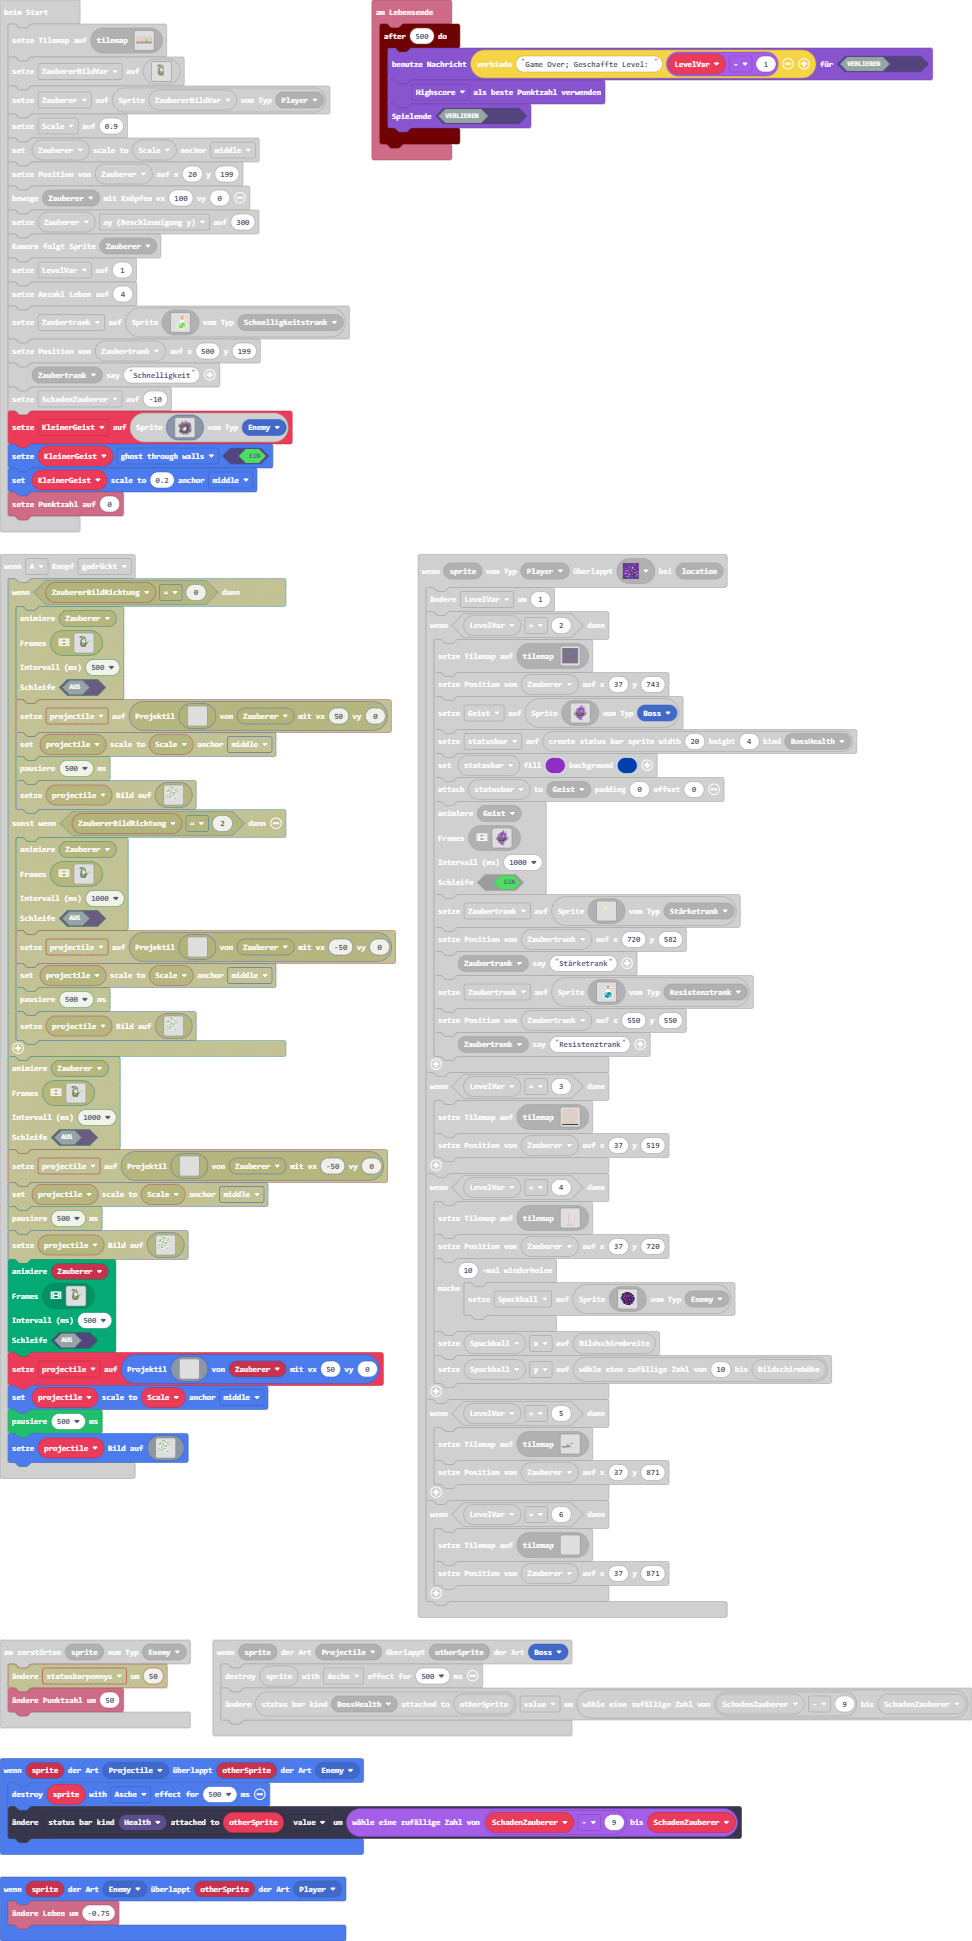 beim Start
setze Tilemap auf tilemap
setze ZaubererBildVar auf
setze Zauberer auf Sprite ZaubererBildVar vom Typ Player
setze Scale auf 0.9
set Zauberer scale to Scale anchor middle
setze Position von Zauberer auf x 20 y 199
bewege Zauberer mit Knöpfen vx 100 vy 0
setze Zauberer ay (Beschleunigung y) auf 300
Kamera folgt Sprite Zauberer
setze LevelVar auf 1
setze Anzahl Leben auf 4
setze Zaubertrank auf Sprite vom Typ Schnelligkeitstrank
setze Position von Zaubertrank auf x 500 y 199
Zaubertrank say "Schnelligkeit"
setze SchadenZauberer auf -10
setze KleinerGeist auf Sprite vom Typ Enemy
setze KleinerGeist ghost through walls EIN
set KleinerGeist scale to 0.2 anchor middle
setze Punktzahl auf 0
am Lebensende
after 500 do
benutze Nachricht verbinde "Game Over; Geschaffte Level: " LevelVar - 1 für VERLIEREN
Highscore als beste Punktzahl verwenden
Spielende VERLIEREN
wenn A Knopf gedrückt
wenn ZaubererBildRichtung = 0 dann
animiere Zauberer
Frames
Intervall (ms) 500
Schleife AUS
setze projectile auf Projektil von Zauberer mit vx 50 vy 0
set projectile scale to Scale anchor middle
pausiere 500 ms
setze projectile Bild auf
sonst wenn ZaubererBildRichtung = 2 dann
animiere Zauberer
Frames
Intervall (ms) 1000
Schleife AUS
setze projectile auf Projektil von Zauberer mit vx -50 vy 0
set projectile scale to Scale anchor middle
pausiere 500 ms
setze projectile Bild auf
animiere Zauberer
Frames
Intervall (ms) 1000
Schleife AUS
setze projectile auf Projektil von Zauberer mit vx -50 vy 0
set projectile scale to Scale anchor middle
pausiere 500 ms
setze projectile Bild auf
animiere Zauberer
Frames
Intervall (ms) 500
Schleife AUS
setze projectile auf Projektil von Zauberer mit vx 50 vy 0
set projectile scale to Scale anchor middle
pausiere 500 ms
setze projectile Bild auf
wenn sprite vom Typ Player überlappt bei location
ändere LevelVar um 1
wenn LevelVar = 2 dann
setze Tilemap auf tilemap
setze Position von Zauberer auf x 37 y 743
setze Geist auf Sprite vom Typ Boss
setze statusbar auf create status bar sprite width 20 height 4 kind BossHealth
set statusbar fill background
attach statusbar to Geist padding 0 offset 0
animiere Geist
Frames
Intervall (ms) 1000
Schleife EIN
setze Zaubertrank auf Sprite vom Typ Stärketrank
setze Position von Zaubertrank auf x 720 y 582
Zaubertrank say "Stärketrank"
setze Zaubertrank auf Sprite vom Typ Resistenztrank
setze Position von Zaubertrank auf x 550 y 550
Zaubertrank say "Resistenztrank"
wenn LevelVar = 3 dann
setze Tilemap auf tilemap
setze Position von Zauberer auf x 37 y 519
wenn LevelVar = 4 dann
setze Tilemap auf tilemap
setze Position von Zauberer auf x 37 y 720
10 -mal wiederholen
mache setze Spuckball auf Sprite vom Typ Enemy
setze Spuckball x auf Bildschirmbreite
setze Spuckball y auf wähle eine zufällige Zahl von 10 bis Bildschirmhöhe
wenn LevelVar = 5 dann
setze Tilemap auf tilemap
setze Position von Zauberer auf x 37 y 871
wenn LevelVar = 6 dann
setze Tilemap auf tilemap
setze Position von Zauberer auf x 37 y 871
am zerstörten sprite vom Typ Enemy
ändere statusbarpennys um 50
ändere Punktzahl um 50
wenn sprite der Art Projectile überlappt otherSprite der Art Boss
destroy sprite with Asche effect for 500 ms
ändere status bar kind BossHealth attached to otherSprite value um wähle eine zufällige Zahl von SchadenZauberer - 9 bis SchadenZauberer
wenn sprite der Art Projectile überlappt otherSprite der Art Enemy
destroy sprite with Asche effect for 500 ms
ändere status bar kind Health attached to otherSprite value um wähle eine zufällige Zahl von SchadenZauberer - 9 bis SchadenZauberer
wenn sprite der Art Enemy überlappt otherSprite der Art Player
ändere Leben um -0.75